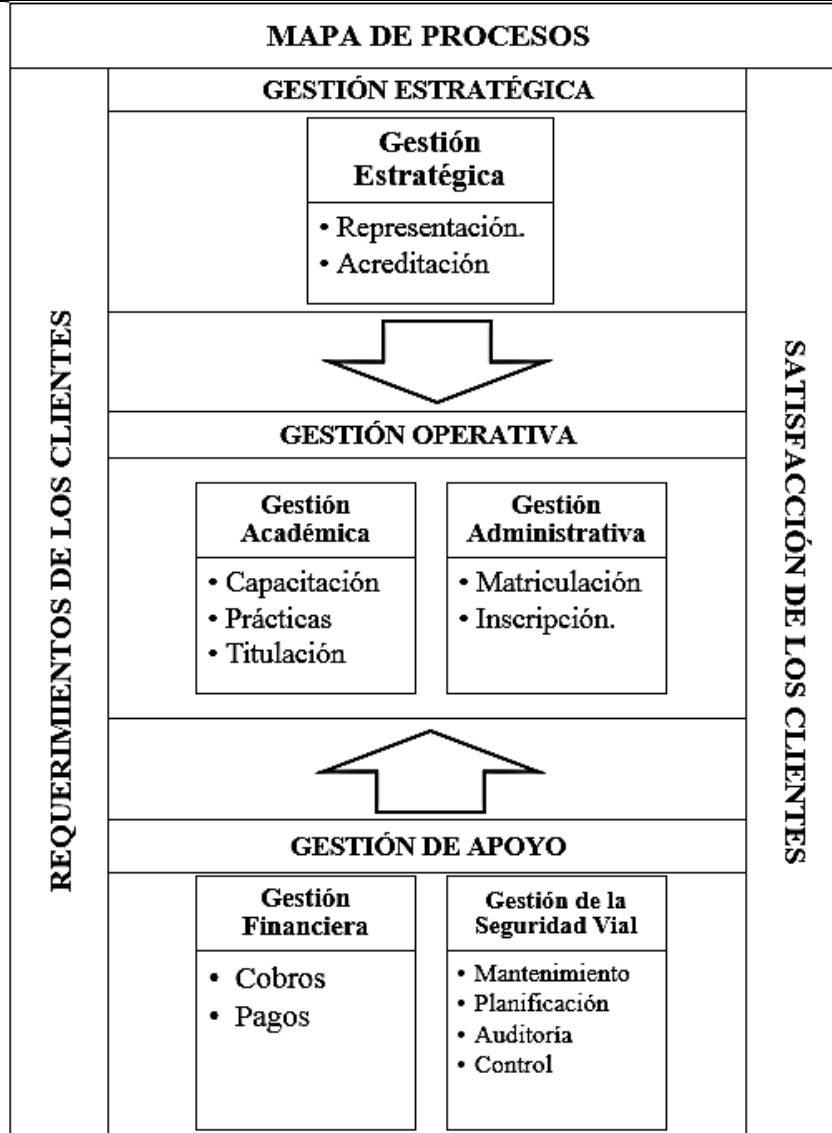 MAPA DE PROCESOS
REQUERIMIENTOS DE LOS CLIENTES
GESTIÓN ESTRATÉGICA
Gestión
Estratégica
• Representación.
• Acreditación
GESTIÓN OPERATIVA
Gestión
Académica
• Capacitación
• Prácticas
• Titulación
Gestión
Administrativa
• Matriculación
• Inscripción.
GESTIÓN DE APOYO
Gestión
Financiera
• Cobros
• Pagos
Gestión de la
Seguridad Vial
• Mantenimiento
• Planificación
• Auditoría
• Control
SATISFACCIÓN DE LOS CLIENTES